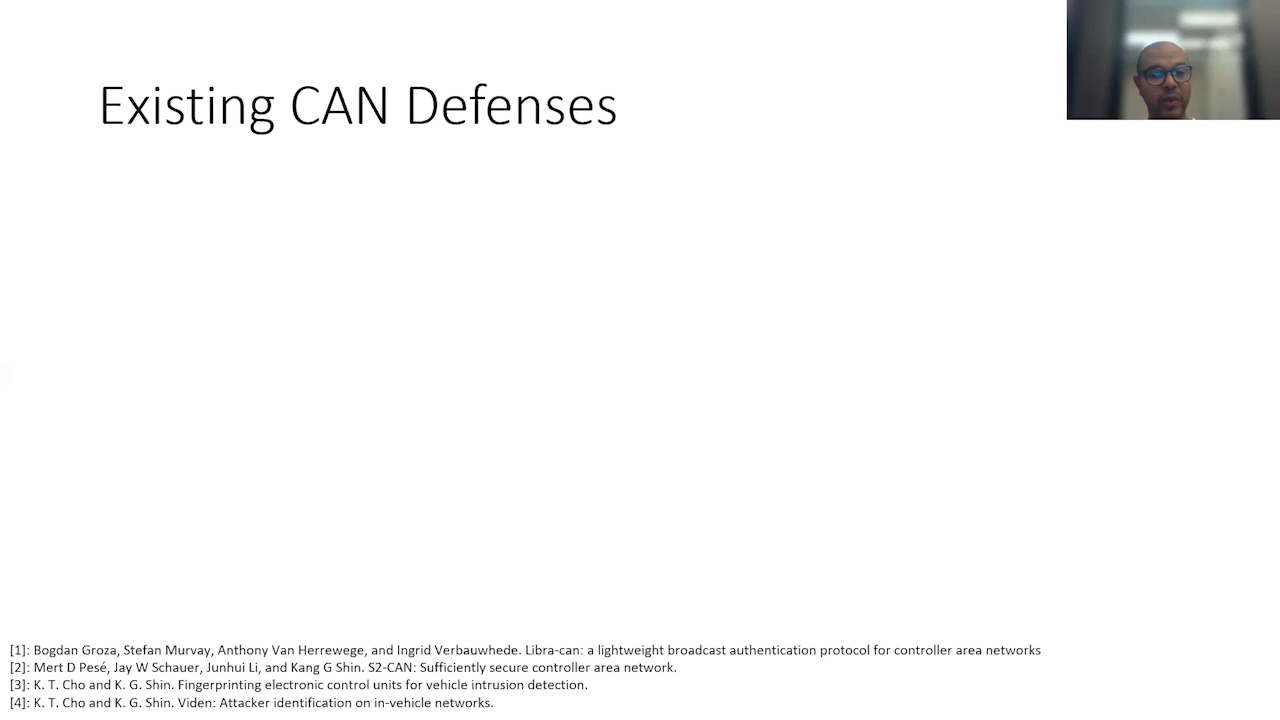 Existing CAN Defenses
[1]: Bogdan Groza, Stefan Murvay, Anthony Van Herrewege, and Ingrid Verbauwhede. Libra-can: a lightweight broadcast authentication protocol for controller area networks
[2]: Mert D Pesé, Jay W Schauer, Junhui Li, and Kang G Shin. S2-CAN: Sufficiently secure controller area network.
[3]: K. T. Cho and K. G. Shin. Fingerprinting electronic control units for vehicle intrusion detection.
[4]: K. T. Cho and K. G. Shin. Viden: Attacker identification on in-vehicle networks.